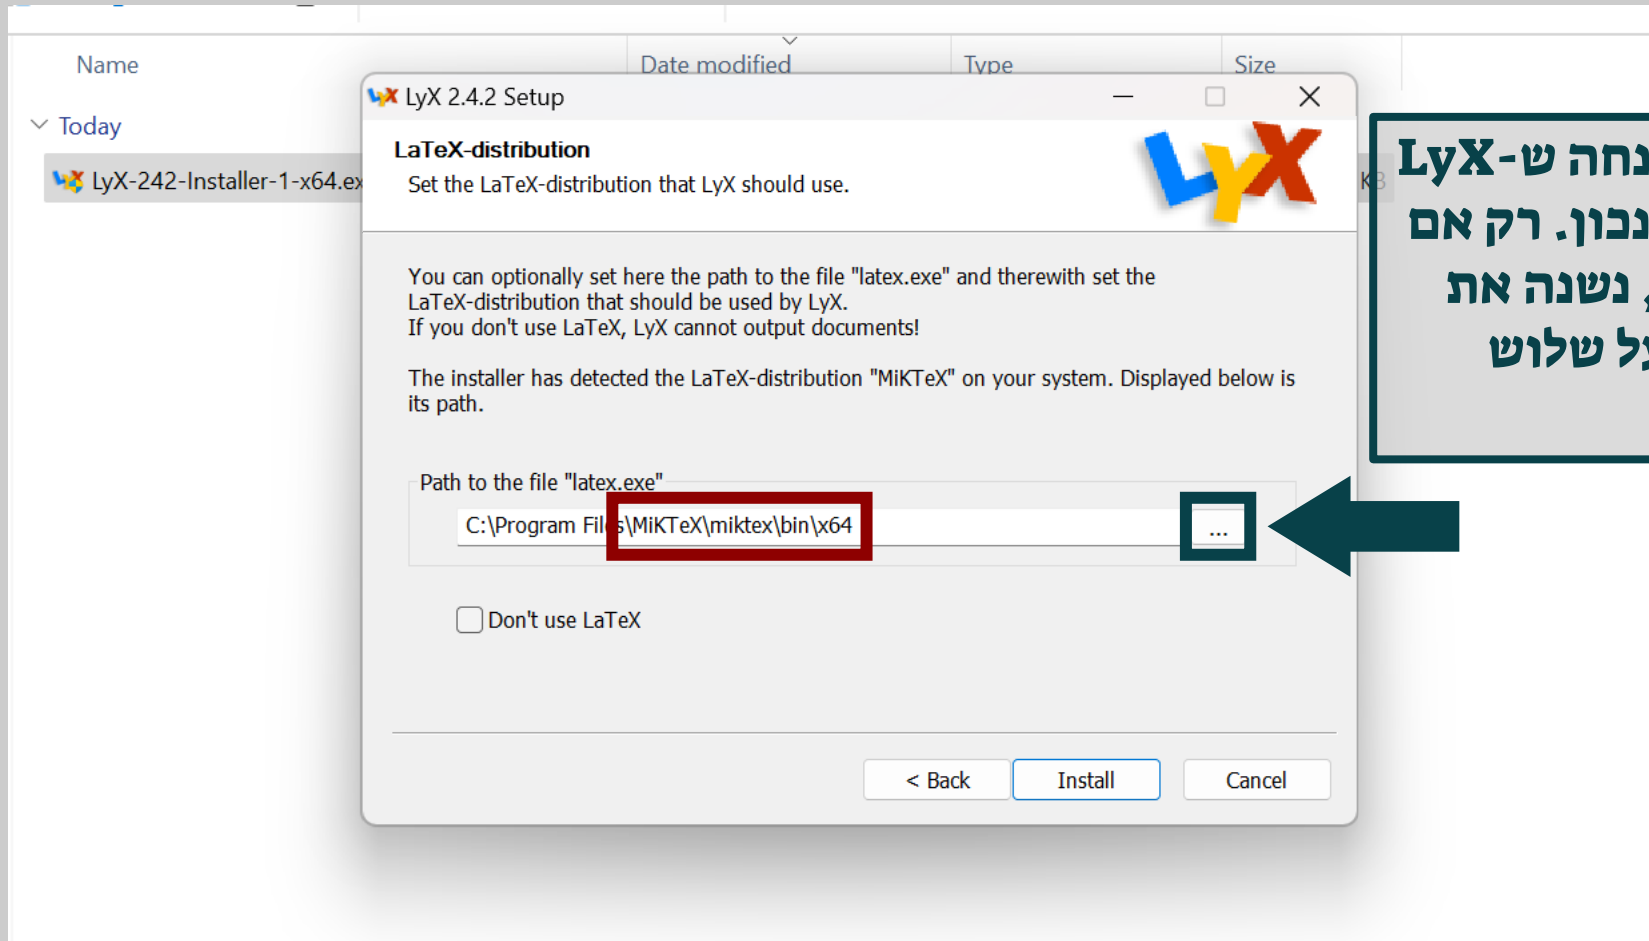 Name
Date modified
Type
Size
Today
LyX-242-Installer-1-x64.ex
LyX 2.4.2 Setup
LaTeX-distribution
Set the LaTeX-distribution that LyX should use.
LyX
You can optionally set here the path to the file "latex.exe" and therewith set the
LaTeX-distribution that should be used by LyX.
If you don't use LaTeX, LyX cannot output documents!
The installer has detected the LaTeX-distribution "MiKTeX" on your system. Displayed below is
its path.
Path to the file "latex.exe"
C:\Program Files\MiKTeX\miktex\bin\x64
...
Don't use LaTeX
< Back
Install
Cancel
KB
נחה ש-LyX
נכון. רק אם
, נשנה את
ל שלוש